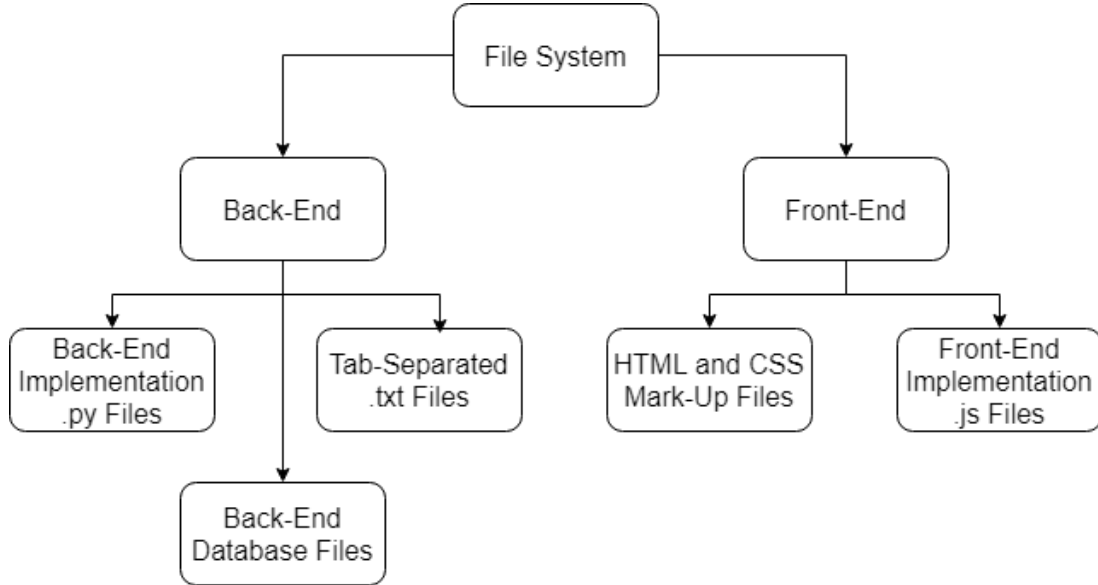 File System
Back-End
Front-End
Back-End
Implementation
.py Files
Tab-Separated
.txt Files
HTML and CSS
Mark-Up Files
Front-End
Implementation
.js Files
Back-End
Database Files